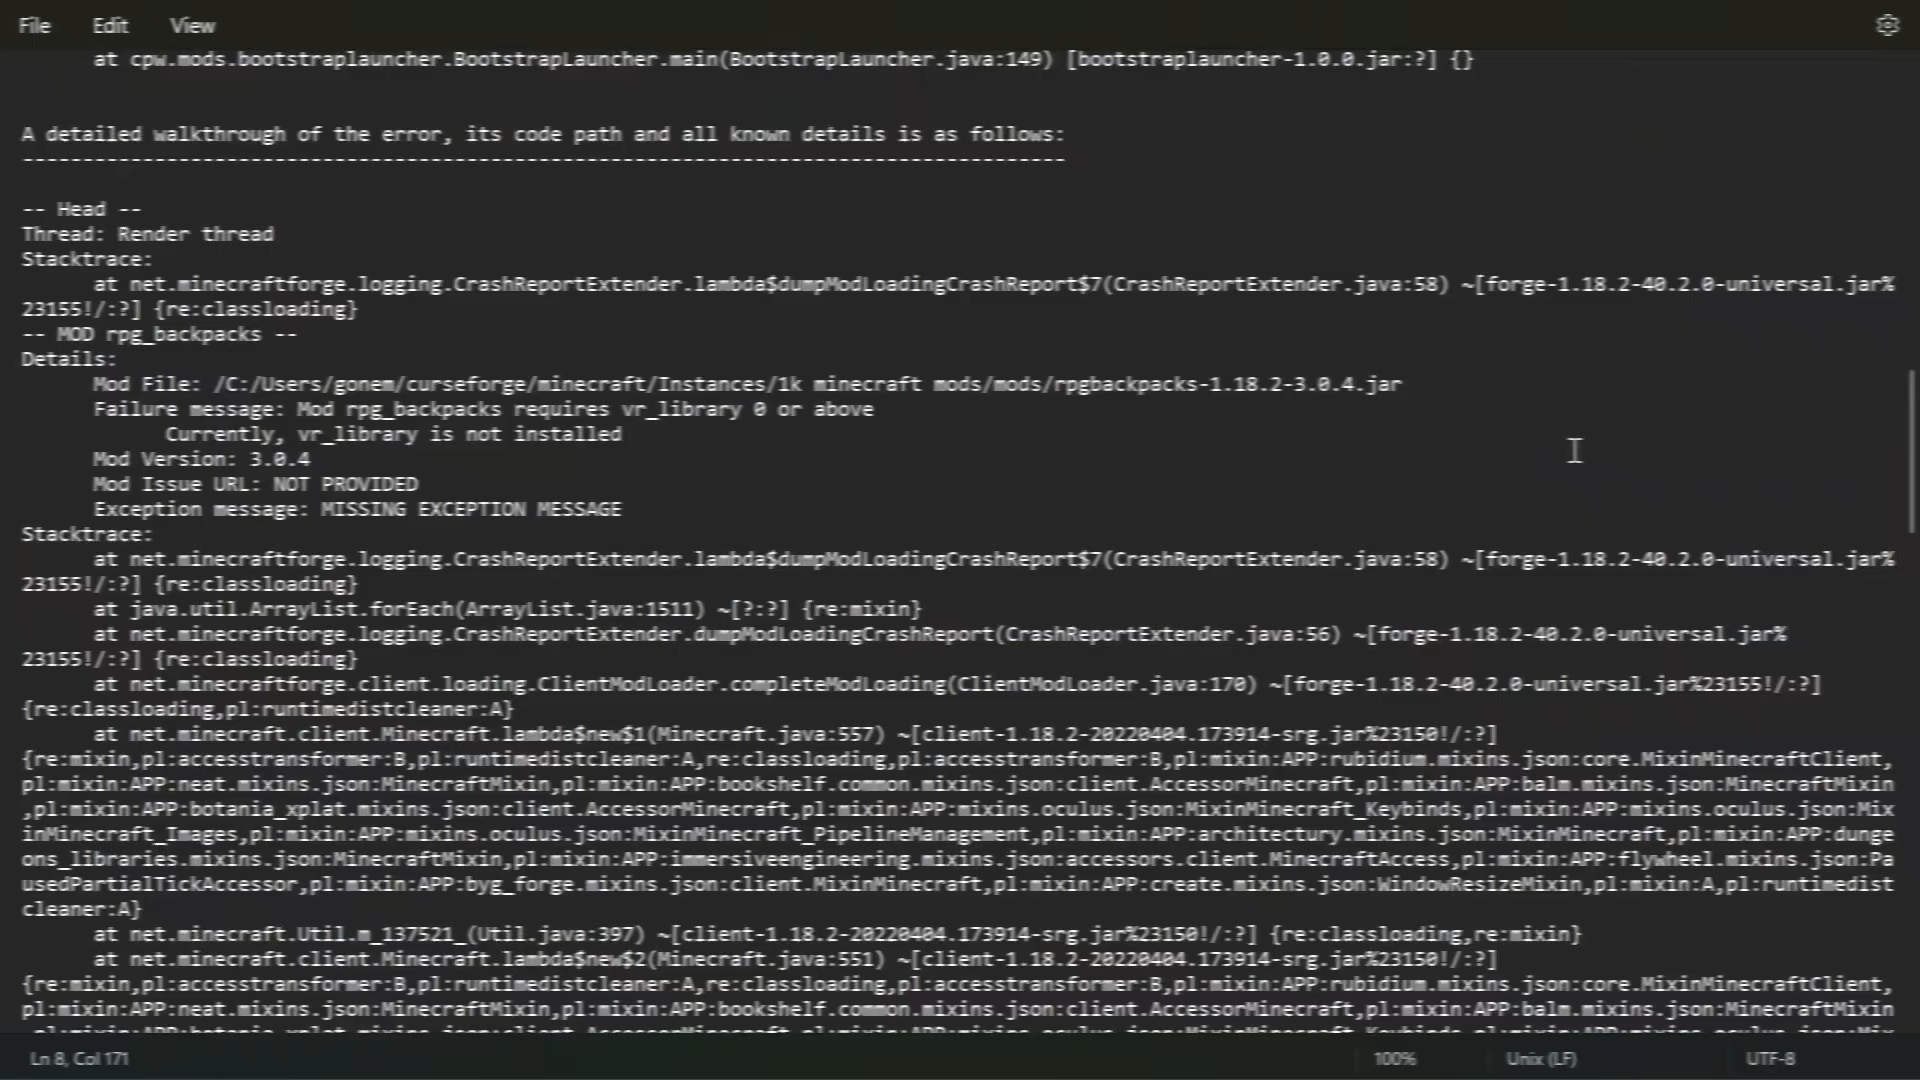 File Edit View
at cpw.mods.bootstraplauncher.BootstrapLauncher.main(BootstrapLauncher.java:149) [bootstraplauncher-1.0.0.jar:?] {}
A detailed walkthrough of the error, its code path and all known details is as follows:
---------------------------------------------------------------------------------------
-- Head --
Thread: Render thread
Stacktrace:
at net.minecraftforge.logging.CrashReportExtender.lambda$dumpModLoadingCrashReport$7(CrashReportExtender.java:58) ~[forge-1.18.2-40.2.0-universal.jar%
23155!/:?] {re:classloading}
-- MOD rpg_backpacks --
Details:
Mod File: /C:/Users/gonem/curseforge/minecraft/Instances/1k minecraft mods/mods/rpgbackpacks-1.18.2-3.0.4.jar
Failure message: Mod rpg_backpacks requires vr_library 0 or above
Currently, vr_library is not installed
Mod Version: 3.0.4
Mod Issue URL: NOT PROVIDED
Exception message: MISSING EXCEPTION MESSAGE
Stacktrace:
at net.minecraftforge.logging.CrashReportExtender.lambda$dumpModLoadingCrashReport$7(CrashReportExtender.java:58) ~[forge-1.18.2-40.2.0-universal.jar%
23155!/:?] {re:classloading}
at java.util.ArrayList.forEach(ArrayList.java:1511) ~[?:?] {re:mixin}
at net.minecraftforge.logging.CrashReportExtender.dumpModLoadingCrashReport(CrashReportExtender.java:56) ~[forge-1.18.2-40.2.0-universal.jar%
23155!/:?] {re:classloading}
at net.minecraftforge.client.loading.ClientModLoader.completeModLoading(ClientModLoader.java:170) ~[forge-1.18.2-40.2.0-universal.jar%23155!/:?]
{re:classloading,pl:runtimedistcleaner:A}
at net.minecraft.client.Minecraft.lambda$new$1(Minecraft.java:557) ~[client-1.18.2-20220404.173914-srg.jar%23150!/:?]
{re:mixin,pl:accesstransformer:B,pl:runtimedistcleaner:A,re:classloading,pl:accesstransformer:B,pl:mixin:APP:rubidium.mixins.json:core.MixinMinecraftClient,
pl:mixin:APP:neat.mixins.json:MinecraftMixin,pl:mixin:APP:bookshelf.common.mixins.json:client.AccessorMinecraft,pl:mixin:APP:balm.mixins.json:MinecraftMixin
,pl:mixin:APP:botania_xplat.mixins.json:client.AccessorMinecraft,pl:mixin:APP:mixins.oculus.json:MixinMinecraft_Keybinds,pl:mixin:APP:mixins.oculus.json:Mix
inMinecraft_Images,pl:mixin:APP:mixins.oculus.json:MixinMinecraft_PipelineManagement,pl:mixin:APP:architectury.mixins.json:MixinMinecraft,pl:mixin:APP:dunge
ons_libraries.mixins.json:MinecraftMixin,pl:mixin:APP:immersiveengineering.mixins.json:accessors.client.MinecraftAccess,pl:mixin:APP:flywheel.mixins.json:Pa
usedPartialTickAccessor,pl:mixin:APP:byg_forge.mixins.json:client.MixinMinecraft,pl:mixin:APP:create.mixins.json:WindowResizeMixin,pl:mixin:A,pl:runtimedist
cleaner:A}
at net.minecraft.Util.m_137521_(Util.java:397) ~[client-1.18.2-20220404.173914-srg.jar%23150!/:?] {re:classloading,re:mixin}
at net.minecraft.client.Minecraft.lambda$new$2(Minecraft.java:551) ~[client-1.18.2-20220404.173914-srg.jar%23150!/:?]
{re:mixin,pl:accesstransformer:B,pl:runtimedistcleaner:A,re:classloading,pl:accesstransformer:B,pl:mixin:APP:rubidium.mixins.json:core.MixinMinecraftClient,
pl:mixin:APP:neat.mixins.json:MinecraftMixin,pl:mixin:APP:bookshelf.common.mixins.json:client.AccessorMinecraft,pl:mixin:APP:balm.mixins.json:MinecraftMixin
Ln 8, Col 171 100% Unix (LF) UTF-8